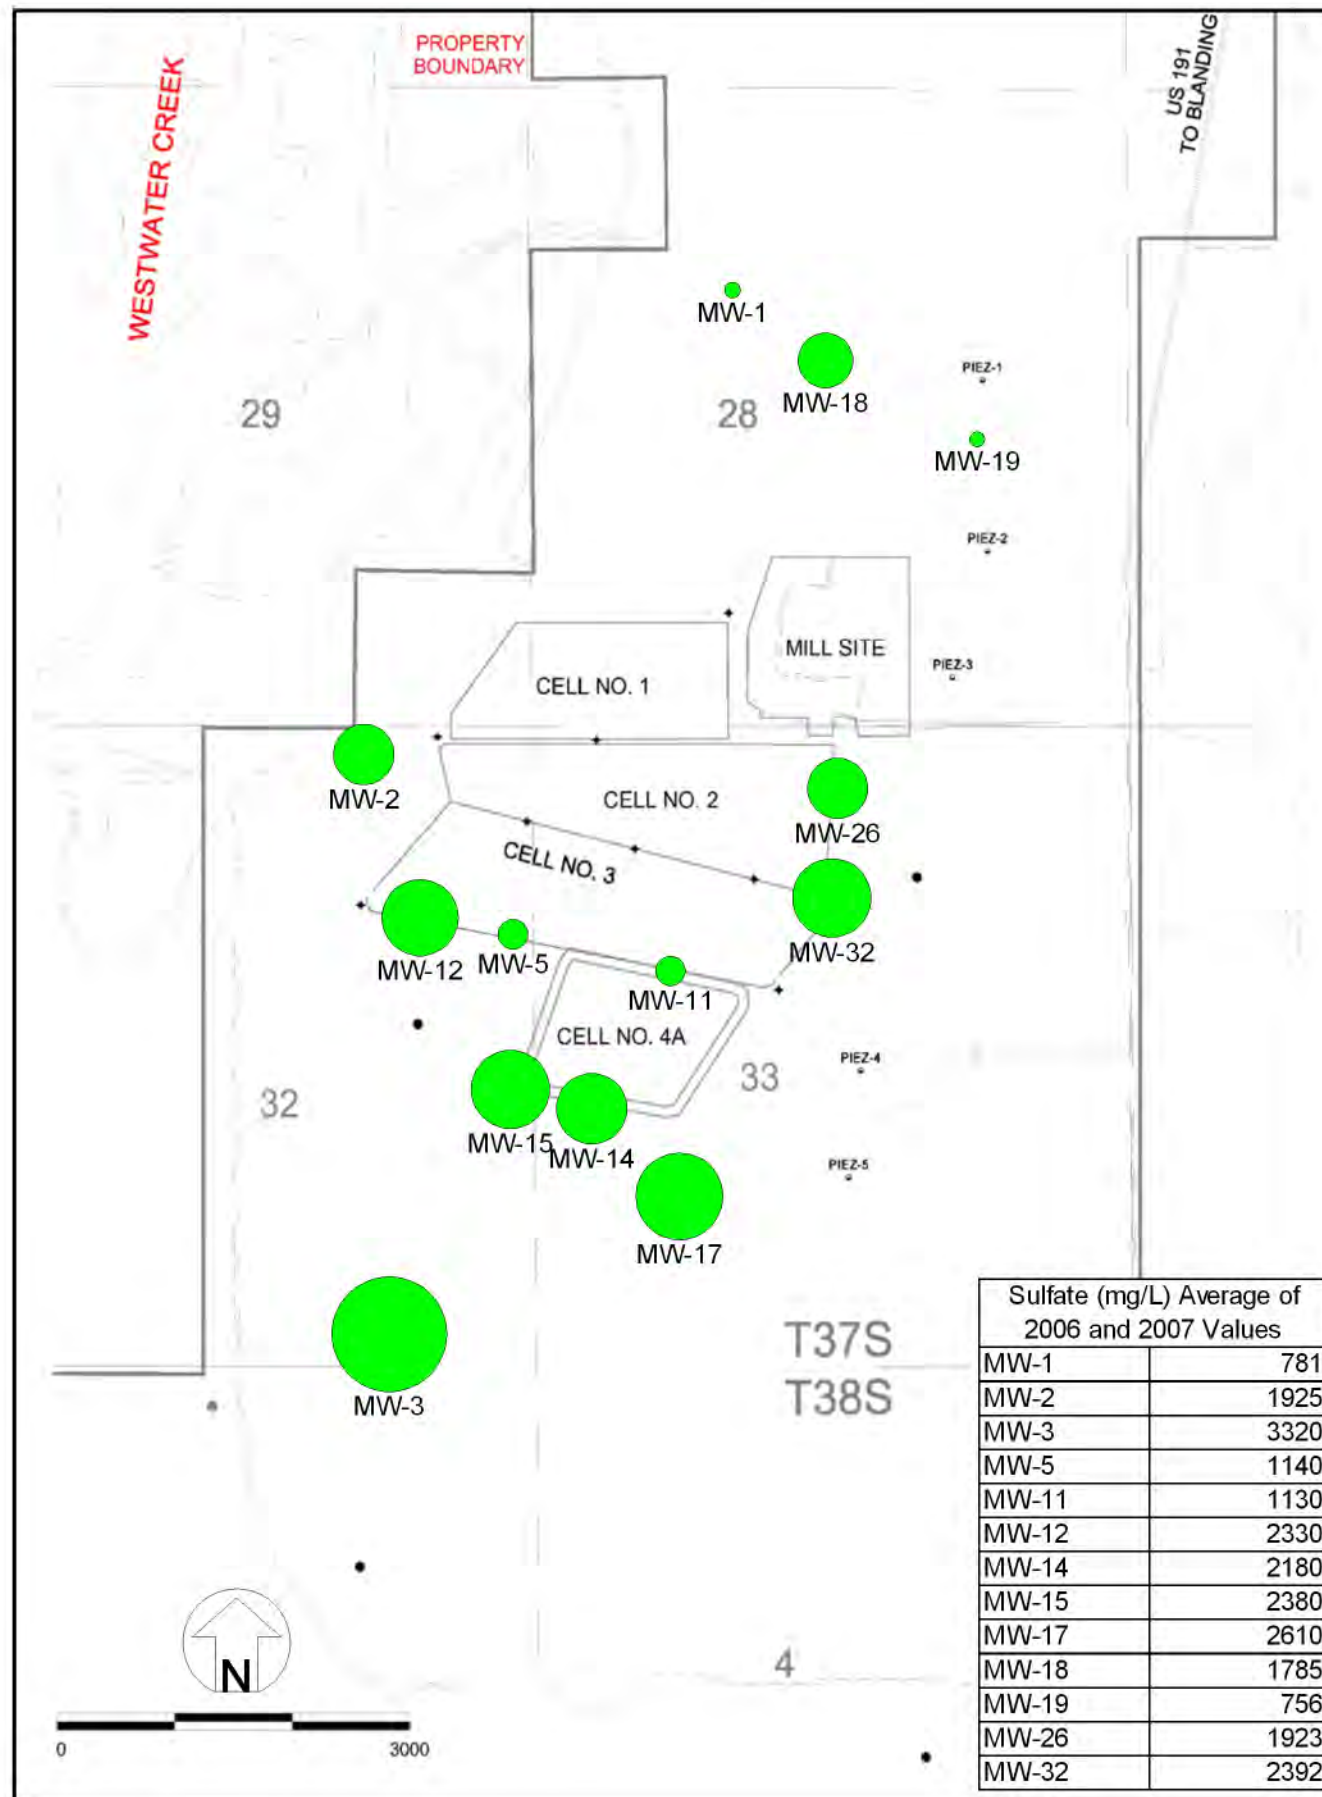 PROPERTY
BOUNDARY
US 191
TO BLANDING
WESTWATER CREEK
MW-1
PIEZ-1
MW-18
29
28
MW-19
PIEZ-2
MILL SITE
PIEZ-3
CELL NO. 1
MW-2
CELL NO. 2
MW-26
CELL NO. 3
MW-12
MW-5
MW-32
MW-11
CELL NO. 4A
PIEZ-4
33
32
MW-15
MW-14
PIEZ-5
MW-17
T37S
T38S
MW-3
Sulfate (mg/L) Average of
2006 and 2007 Values
MW-1 781
MW-2 1925
MW-3 3320
MW-5 1140
MW-11 1130
MW-12 2330
MW-14 2180
MW-15 2380
MW-17 2610
MW-18 1785
MW-19 756
MW-26 1923
MW-32 2392
4
N
0 3000